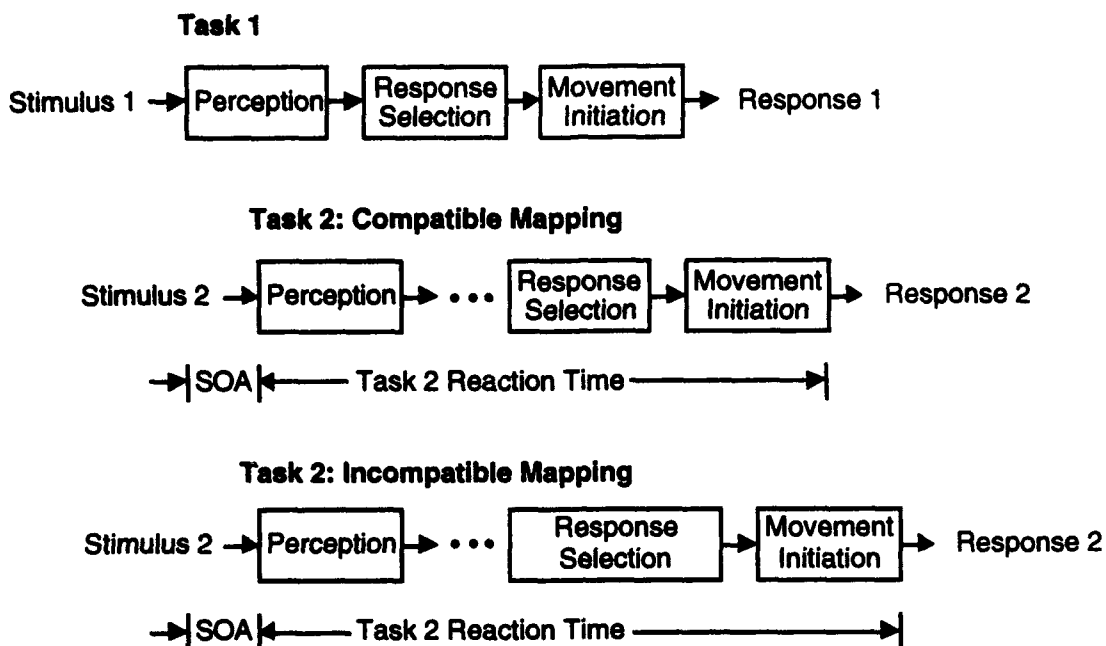 Task 1
Stimulus 1 Perception Response Selection Movement Initiation Response 1
Task 2: Compatible Mapping
Stimulus 2 Perception ••• Response Selection Movement Initiation Response 2
SOA Task 2 Reaction Time
Task 2: Incompatible Mapping
Stimulus 2 Perception ••• Response Selection Movement Initiation Response 2
SOA Task 2 Reaction Time